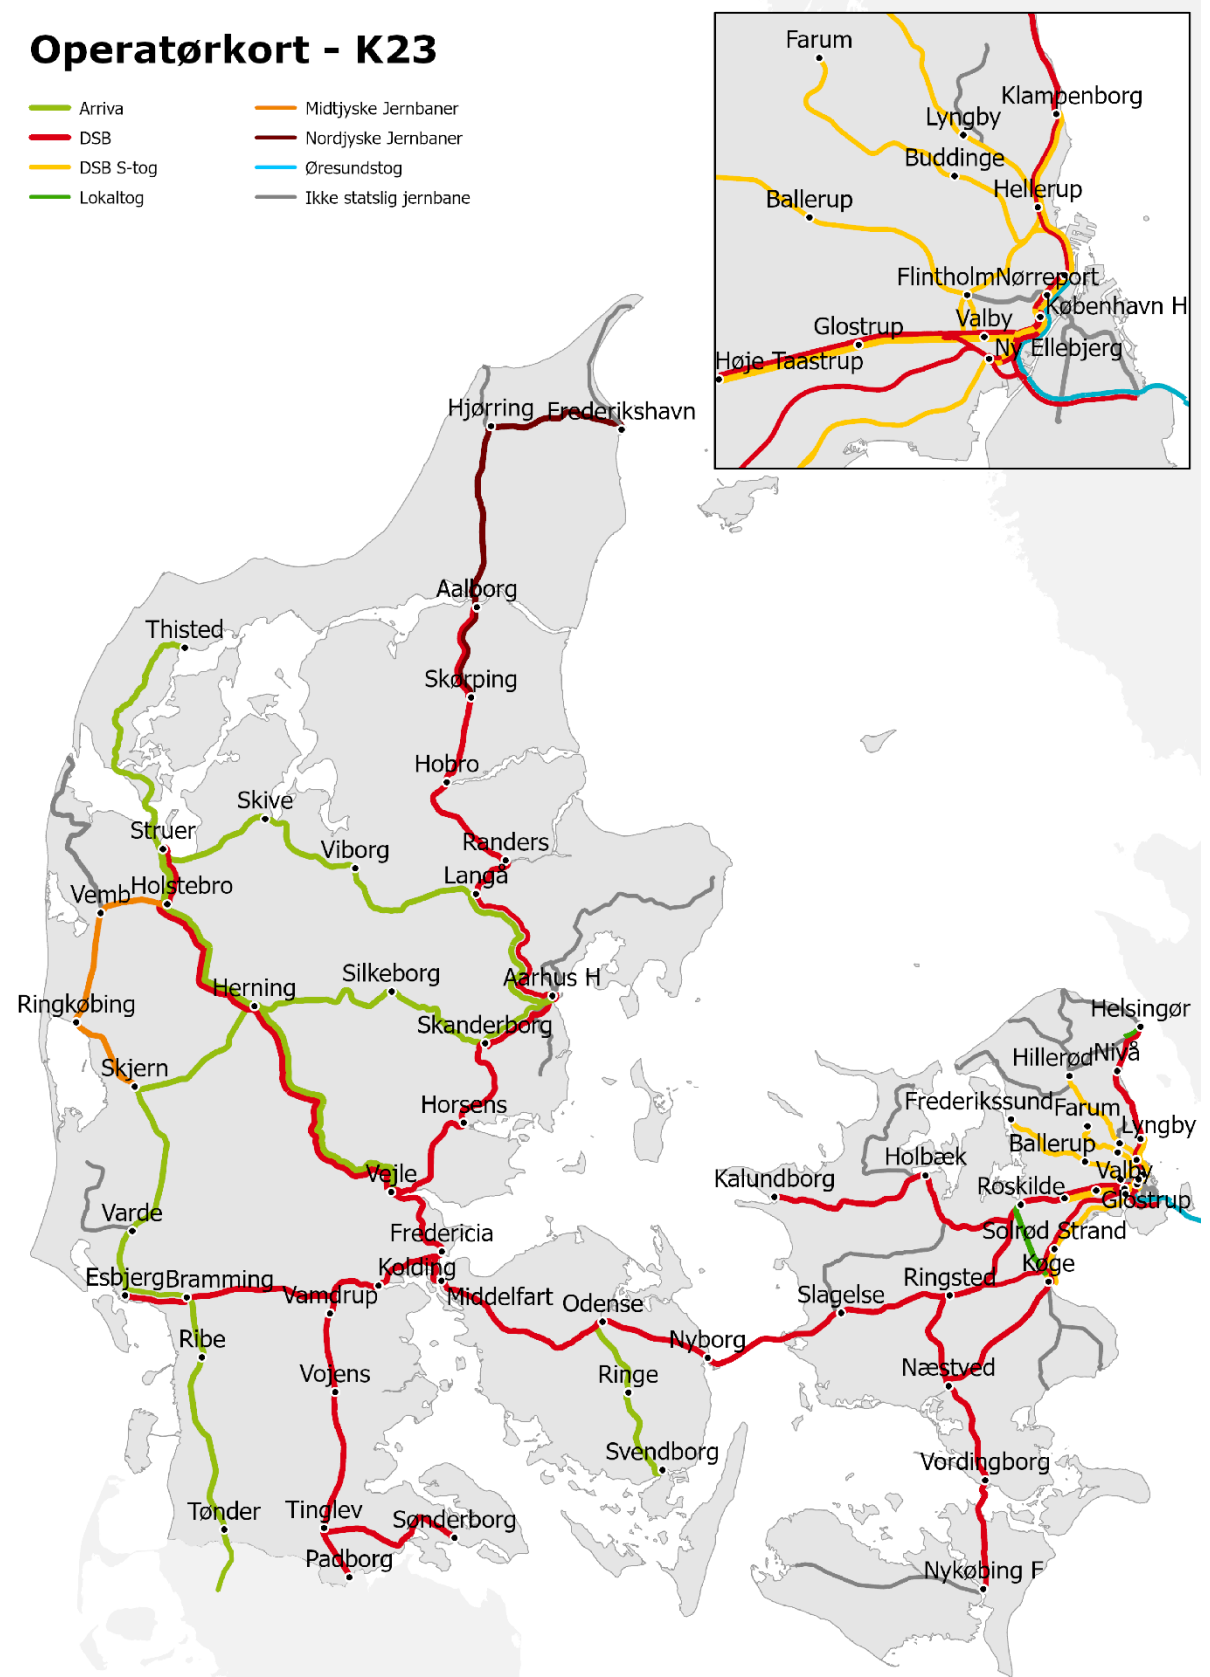 Operatørkort - K23
Arriva
DSB
DSB S-tog
Lokaltog
Midtjyske Jernbaner
Nordjyske Jernbaner
Øresundstog
Ikke statslig jernbane
Farum
Klampenborg
Lyngby
Buddinge
Hellerup
Ballerup
Flintholm
Nørreport
København H
Valby
Glostrup
Ny Ellebjerg
Høje Taastrup
Hjørring
Frederikshavn
Aalborg
Thisted
Skørping
Hobro
Skive
Struer
Viborg
Randers
Langå
Holstebro
Vemb
Silkeborg
Aarhus H
Herning
Ringkøbing
Skanderborg
Skjern
Horsens
Vejle
Varde
Fredericia
Kolding
Esbjerg
Bramming
Vamdrup
Middelfart
Odense
Nyborg
Ribe
Vojens
Ringe
Svendborg
Tønder
Tinglev
Sønderborg
Padborg
Helsingør
Hillerød
Nivå
Frederikssund
Farum
Lyngby
Ballerup
Holbæk
Valby
Kalundborg
Roskilde
Glostrup
Solrød Strand
Køge
Ringsted
Slagelse
Næstved
Vordingborg
Nykøbing F